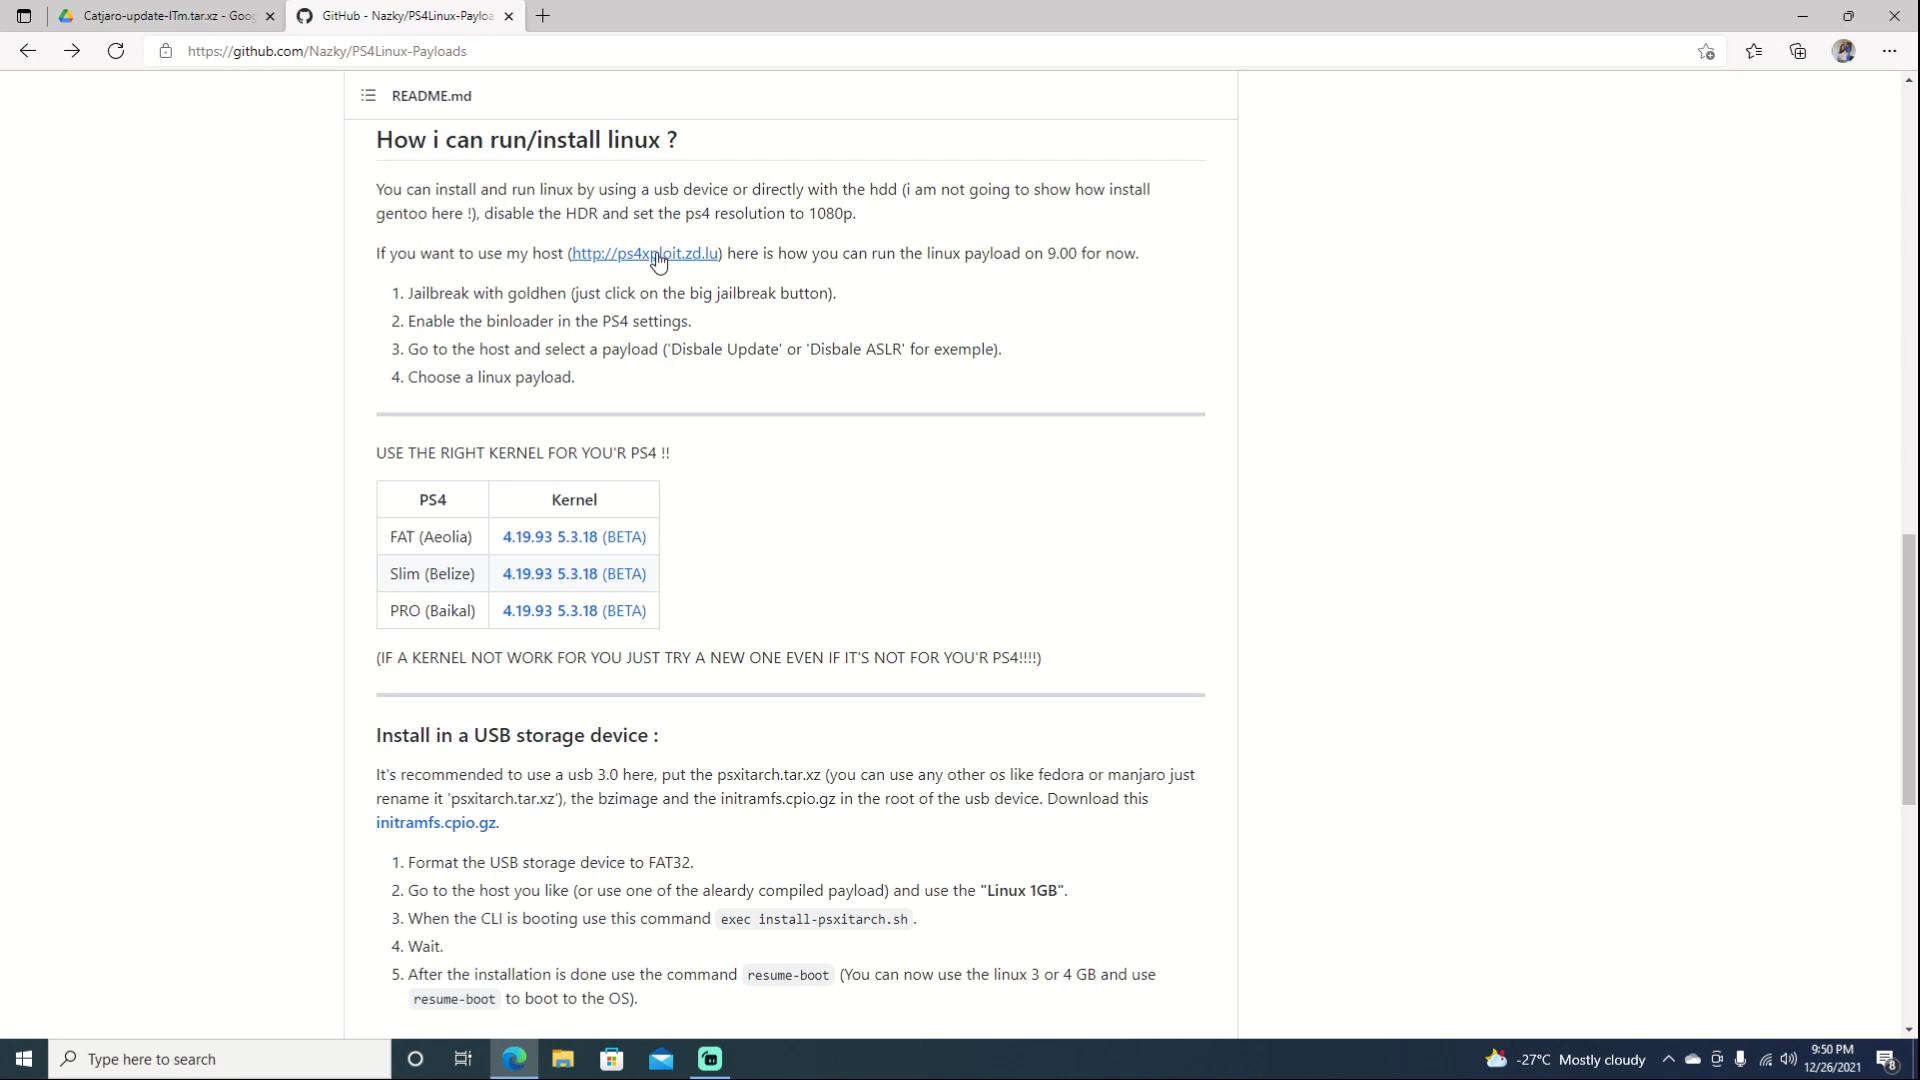 Catjaro-update-ITm.tar.xz - Goo
GitHub - Nazky/PS4Linux-Payloa
https://github.com/Nazky/PS4Linux-Payloads
README.md
How i can run/install linux ?
You can install and run linux by using a usb device or directly with the hdd (i am not going to show how install
gentoo here !), disable the HDR and set the ps4 resolution to 1080p.
If you want to use my host (http://ps4xploit.zd.lu) here is how you can run the linux payload on 9.00 for now.
1. Jailbreak with goldhen (just click on the big jailbreak button).
2. Enable the binloader in the PS4 settings.
3. Go to the host and select a payload ('Disbale Update' or 'Disbale ASLR' for exemple).
4. Choose a linux payload.
USE THE RIGHT KERNEL FOR YOU'R PS4 !!
PS4 Kernel
FAT (Aeolia) 4.19.93 5.3.18 (BETA)
Slim (Belize) 4.19.93 5.3.18 (BETA)
PRO (Baikal) 4.19.93 5.3.18 (BETA)
(IF A KERNEL NOT WORK FOR YOU JUST TRY A NEW ONE EVEN IF IT'S NOT FOR YOU'R PS4!!!!)
Install in a USB storage device :
It's recommended to use a usb 3.0 here, put the psxitarch.tar.xz (you can use any other os like fedora or manjaro just
rename it 'psxitarch.tar.xz'), the bzimage and the initramfs.cpio.gz in the root of the usb device. Download this
initramfs.cpio.gz.
1. Format the USB storage device to FAT32.
2. Go to the host you like (or use one of the aleardy compiled payload) and use the "Linux 1GB".
3. When the CLI is booting use this command exec install-psxitarch.sh .
4. Wait.
5. After the installation is done use the command resume-boot (You can now use the linux 3 or 4 GB and use
resume-boot to boot to the OS).
Type here to search
-27°C Mostly cloudy
9:50 PM
12/26/2021
8